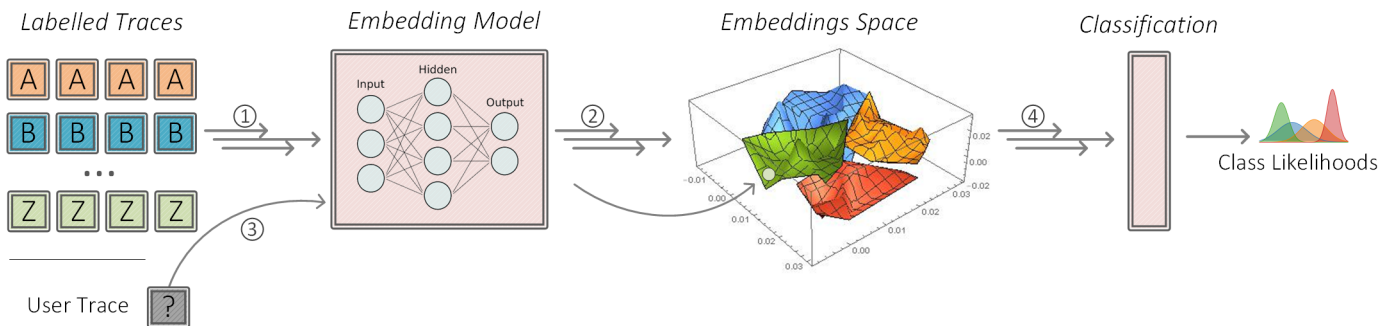 Labelled Traces
Embedding Model
Embeddings Space
Classification
A A A A
B B B B
...
Z Z Z Z
User Trace ?
①
Input
Hidden
Output
②
③
−0.01
0.00
0.01
0.02
0.03
0.00
0.01
0.02
0.03
0.02
0.00
−0.02
④
Class Likelihoods